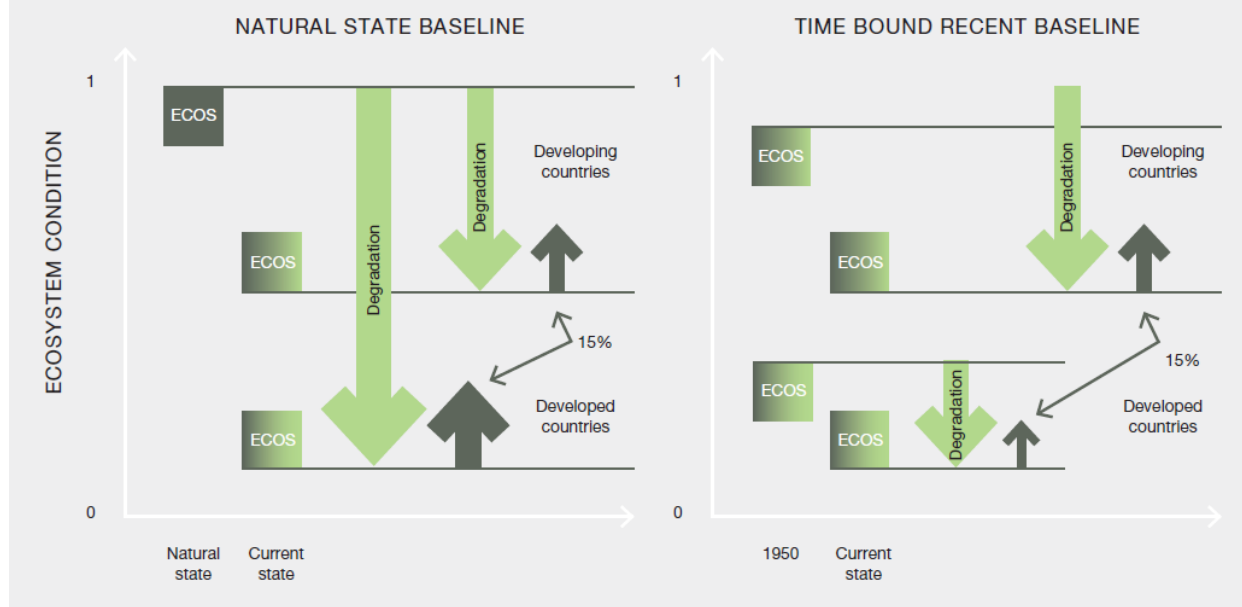 NATURAL STATE BASELINE
TIME BOUND RECENT BASELINE
ECOSYSTEM CONDITION
1
ECOS
Degradation
Degradation
Developing
countries
ECOS
15%
ECOS
Developed
countries
0
Natural
state
Current
state
1
ECOS
Degradation
Developing
countries
ECOS
15%
ECOS
ECOS
Degradation
Developed
countries
0
1950
Current
state